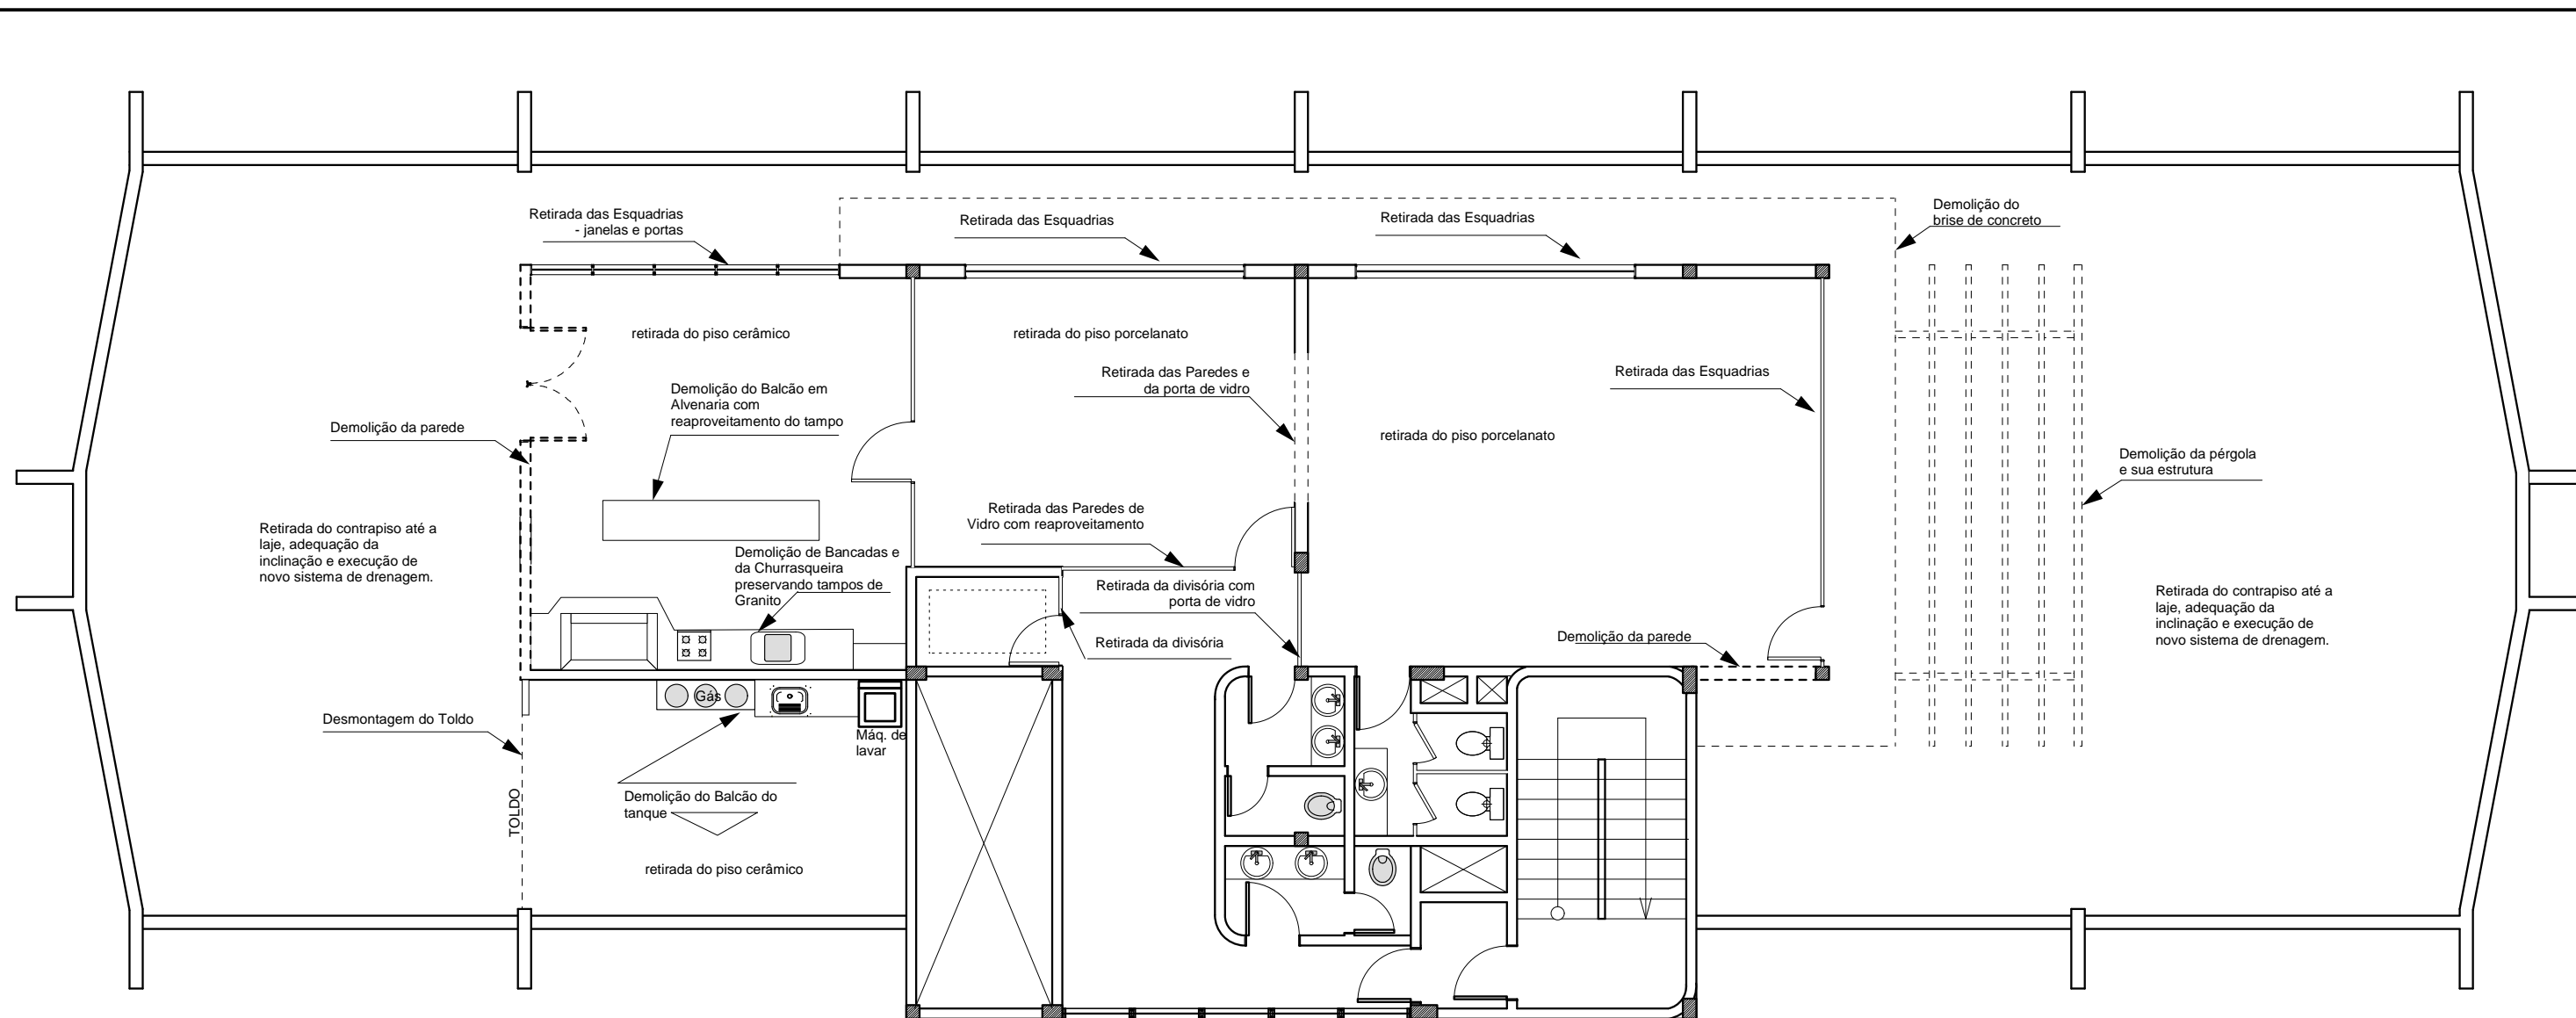 Retirada das Esquadrias
- janelas e portas
Retirada das Esquadrias
Retirada das Esquadrias
Demolição do
brise de concreto
retirada do piso cerâmico
retirada do piso porcelanato
Retirada das Paredes e
da porta de vidro
Retirada das Esquadrias
Demolição do Balcão em
Alvenaria com
reaproveitamento do tampo
Demolição da parede
retirada do piso porcelanato
Demolição da pérgola
e sua estrutura
Retirada do contrapiso até a
laje, adequação da
inclinação e execução de
novo sistema de drenagem.
Retirada das Paredes de
Vidro com reaproveitamento
Demolição de Bancadas e
da Churrasqueira
preservando tampos de
Granito
Retirada da divisória com
porta de vidro
Retirada da divisória
Demolição da parede
Retirada do contrapiso até a
laje, adequação da
inclinação e execução de
novo sistema de drenagem.
Gás
Desmontagem do Toldo
Máq. de
lavar
TOLDO
Demolição do Balcão do
tanque
retirada do piso cerâmico